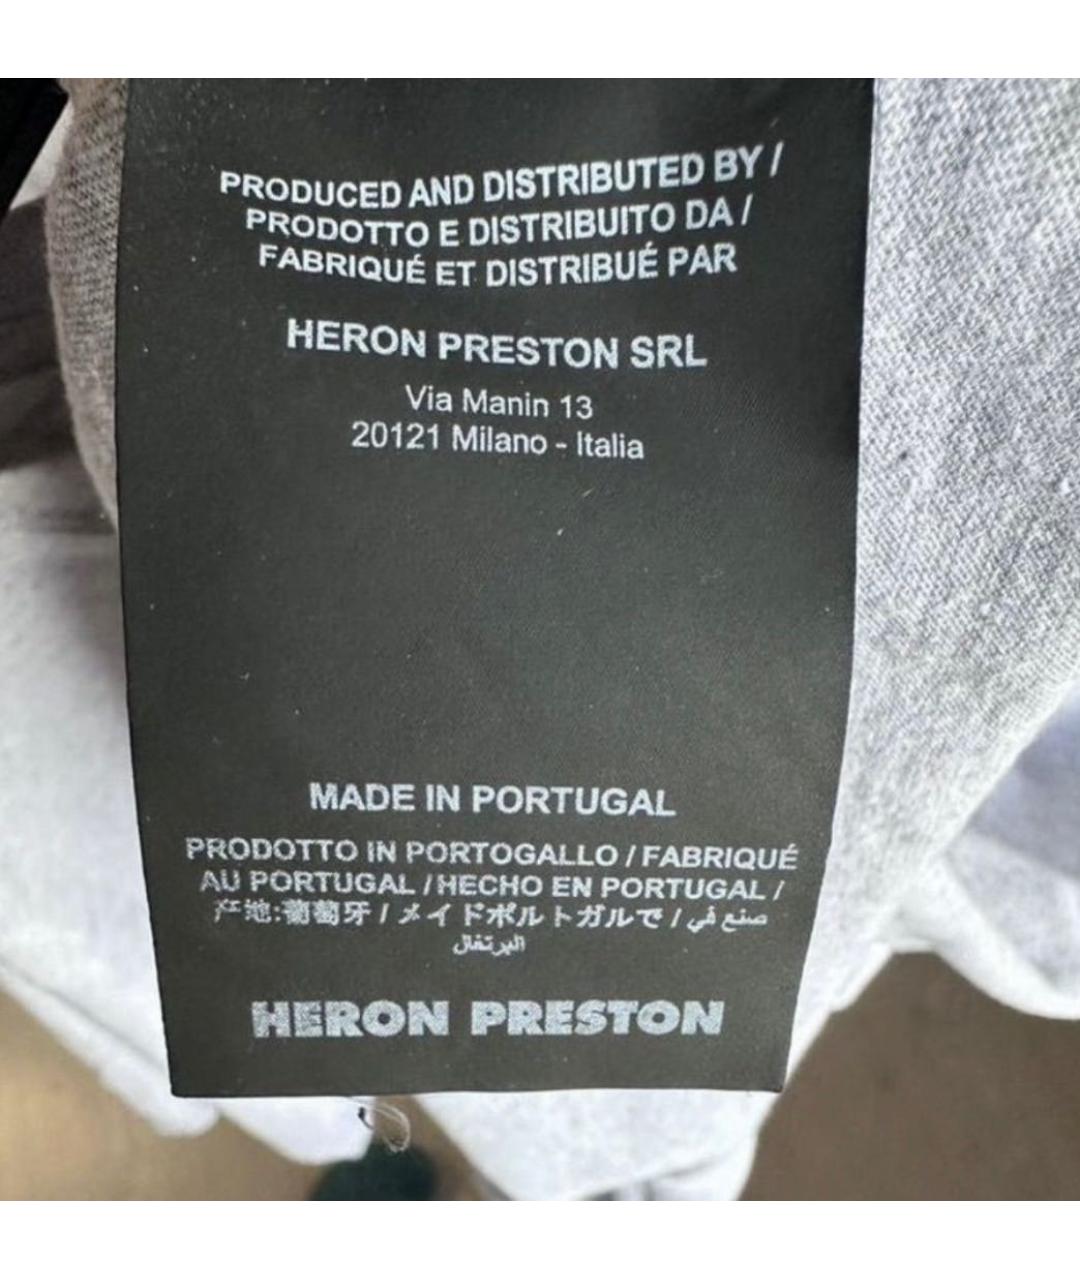 PRODUCED AND DISTRIBUTED BY /
PRODOTTO E DISTRIBUITO DA /
FABRIQUÉ ET DISTRIBUÉ PAR
HERON PRESTON SRL
Via Manin 13
20121 Milano - Italia
MADE IN PORTUGAL
PRODOTTO IN PORTOGALLO / FABRIQUÉ
AU PORTUGAL / HECHO EN PORTUGAL /
产地:葡萄牙 / メイドポルトガルで / صنع في
البرتغال
HERON PRESTON